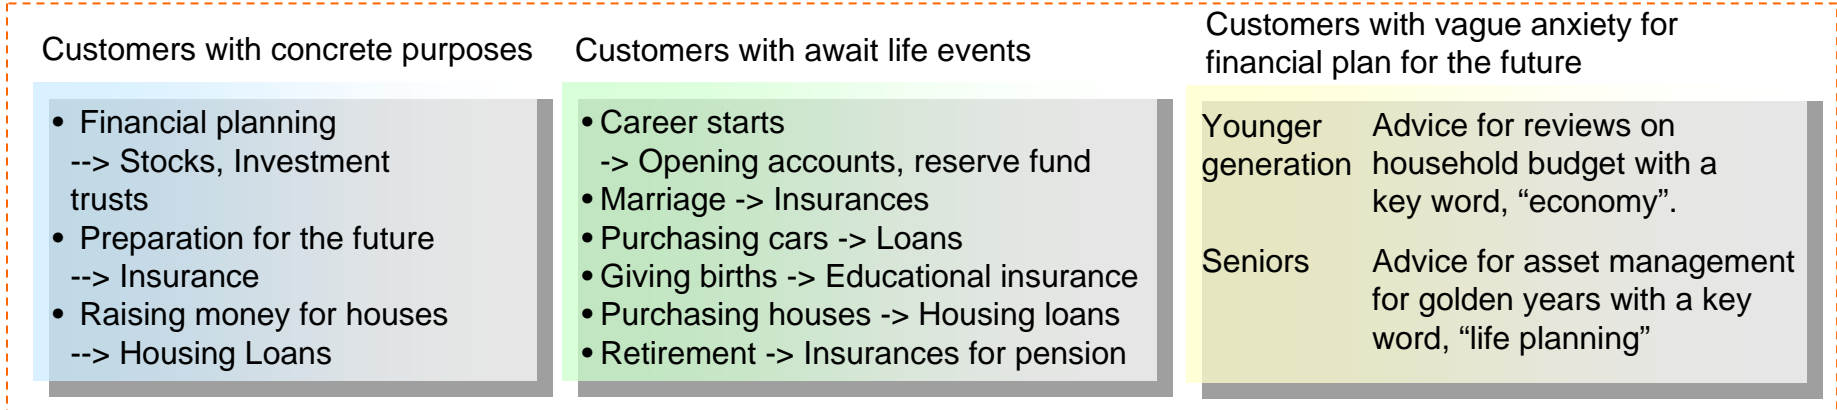 Customers with concrete purposes
• Financial planning
--> Stocks, Investment
trusts
• Preparation for the future
--> Insurance
• Raising money for houses
--> Housing Loans
Customers with await life events
• Career starts
-> Opening accounts, reserve fund
• Marriage -> Insurances
• Purchasing cars -> Loans
• Giving births -> Educational insurance
• Purchasing houses -> Housing loans
• Retirement -> Insurances for pension
Customers with vague anxiety for
financial plan for the future
Younger
generation
Advice for reviews on
household budget with a
key word, “economy”.
Seniors
Advice for asset management
for golden years with a key
word, “life planning”